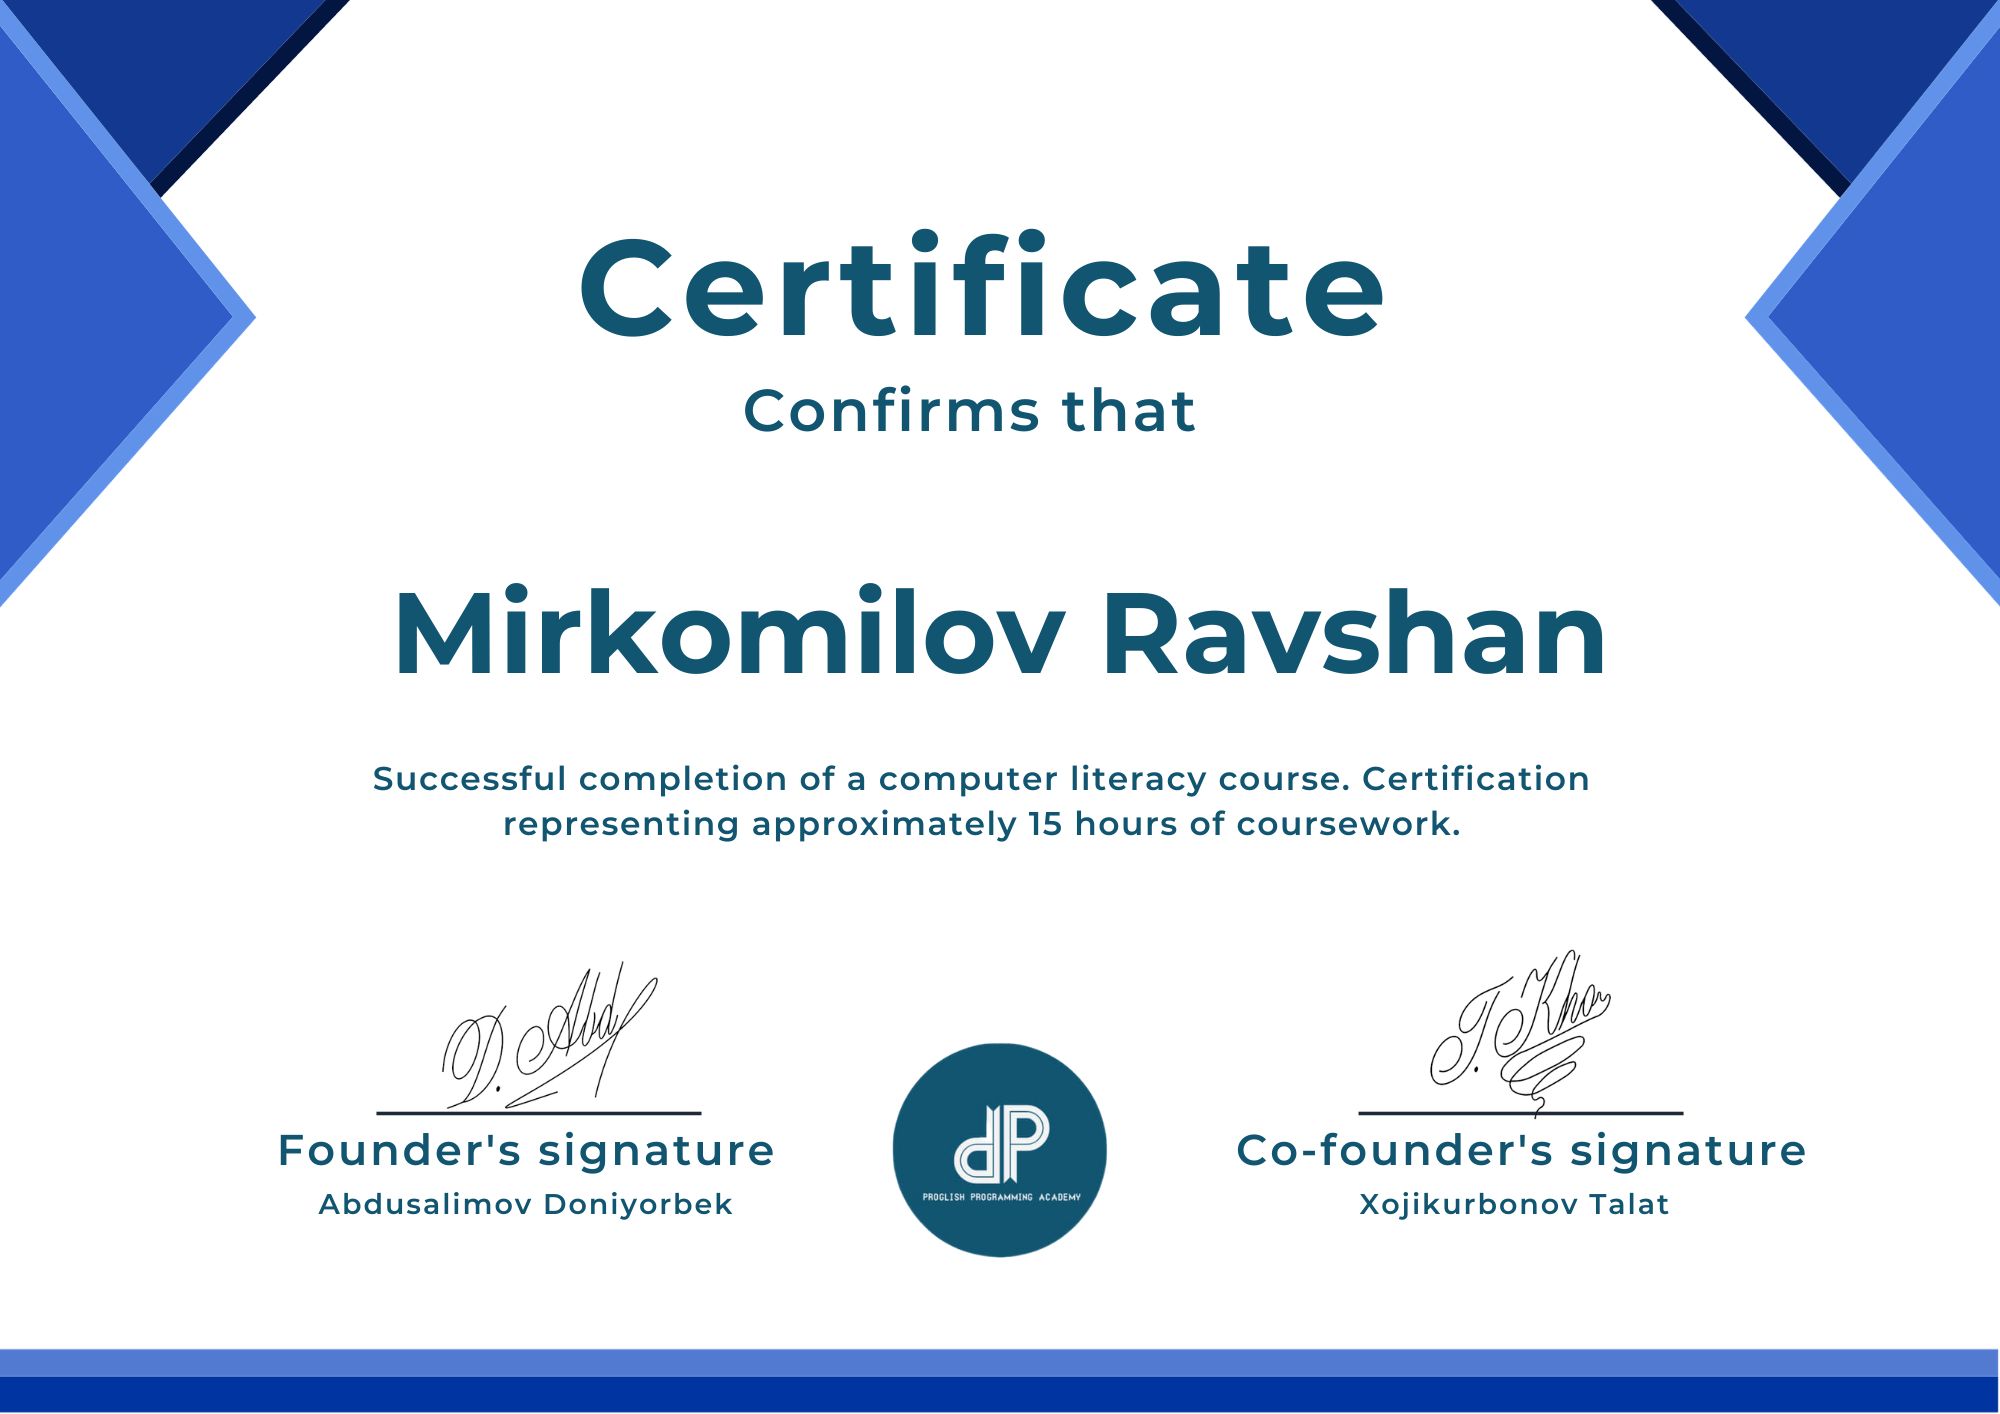 Certificate
Confirms that
Mirkomilov Ravshan
Successful completion of a computer literacy course. Certification
representing approximately 15 hours of coursework.
D. Abd
T. Kho
Founder's signature
Abdusalimov Doniyorbek
dP
PROGLISH PROGRAMMING ACADEMY
Co-founder's signature
Xojikurbonov Talat